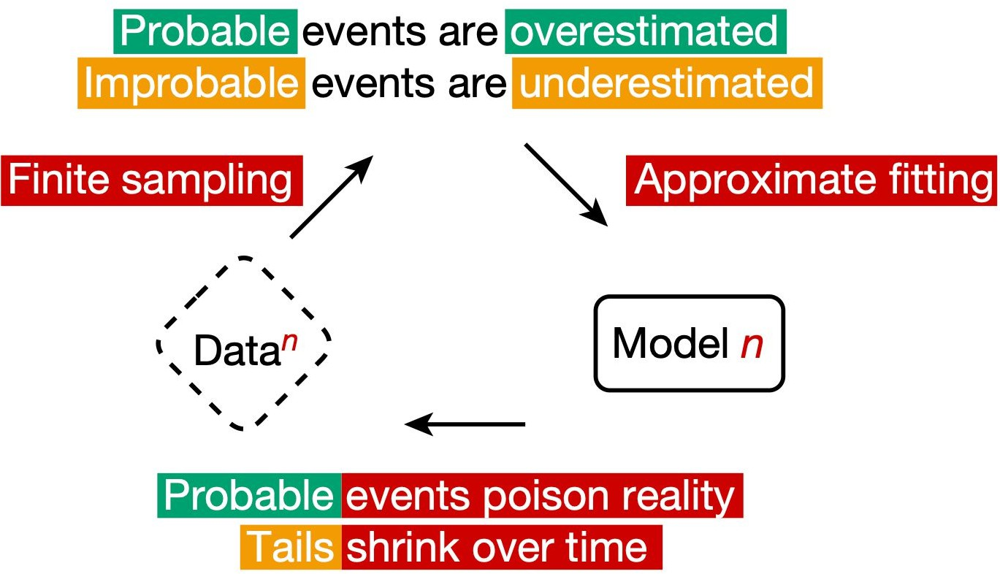 Probable events are overestimated
Improbable events are underestimated
Finite sampling
Approximate fitting
Dataⁿ
Model n
Probable events poison reality
Tails shrink over time